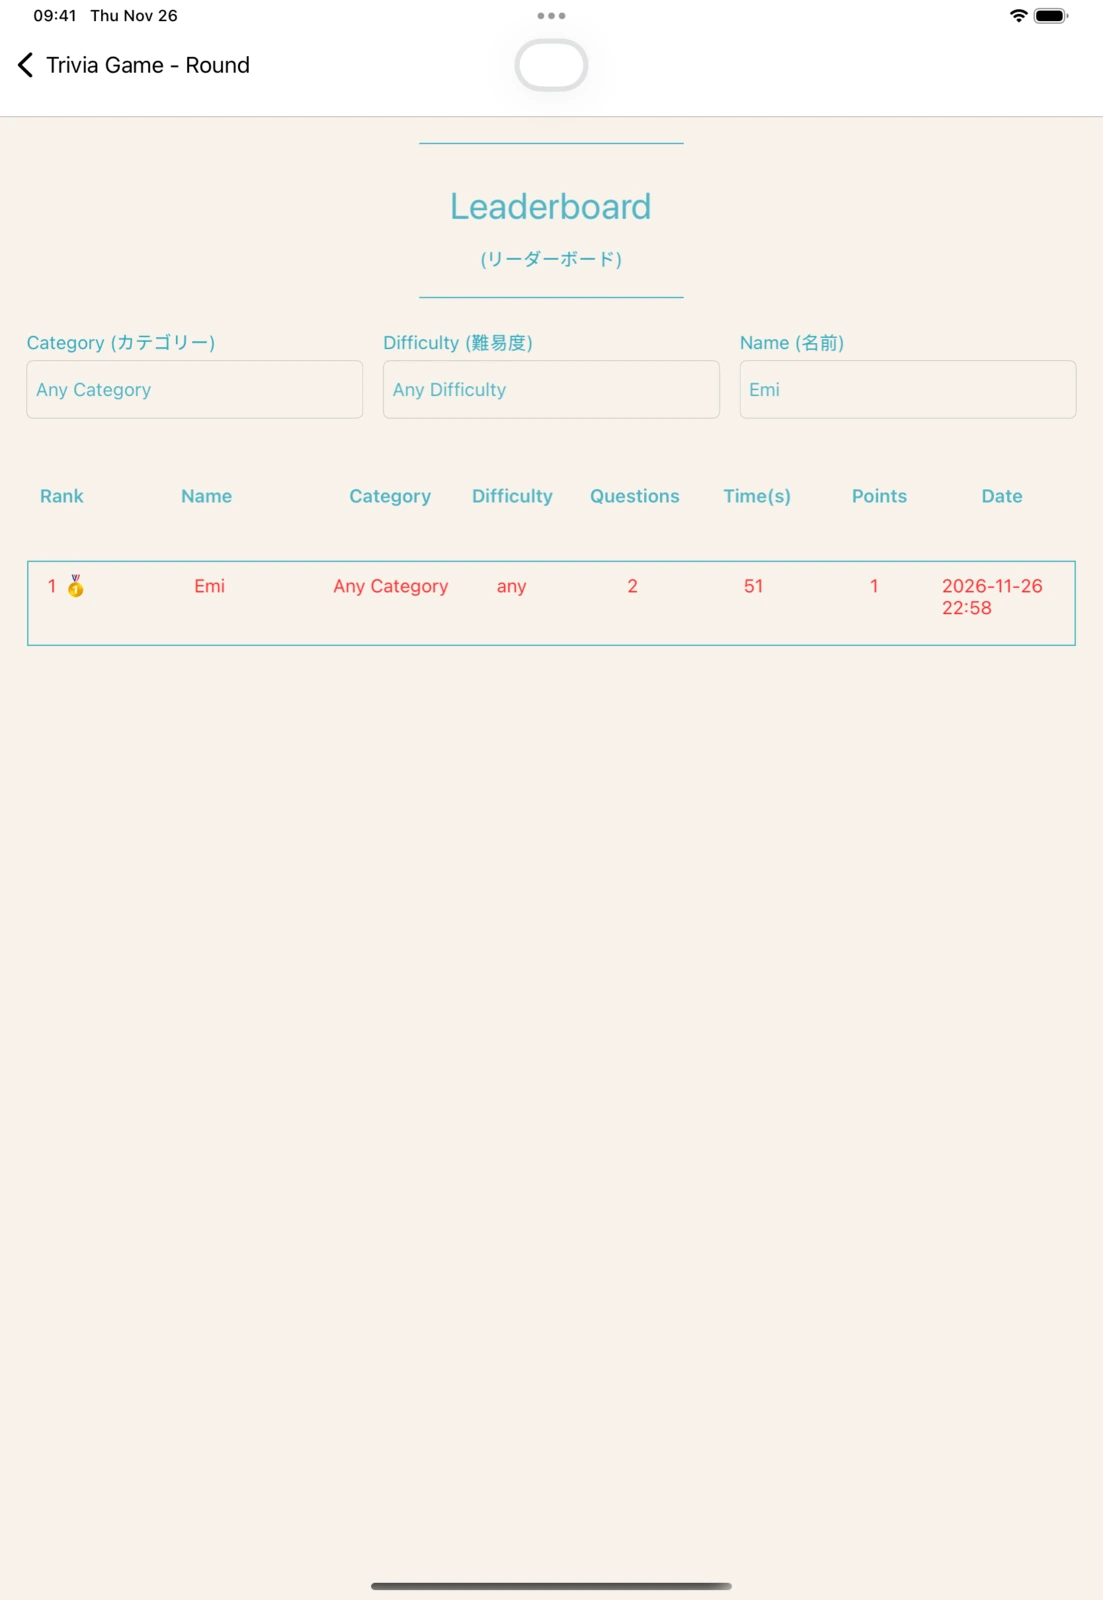 09:41 Thu Nov 26
Trivia Game - Round
Leaderboard
(リーダーボード)
Category (カテゴリー) Difficulty (難易度) Name (名前)
Any Category Any Difficulty Emi
Rank Name Category Difficulty Questions Time(s) Points Date
1 🏅 Emi Any Category any 2 51 1 2026-11-26
22:58